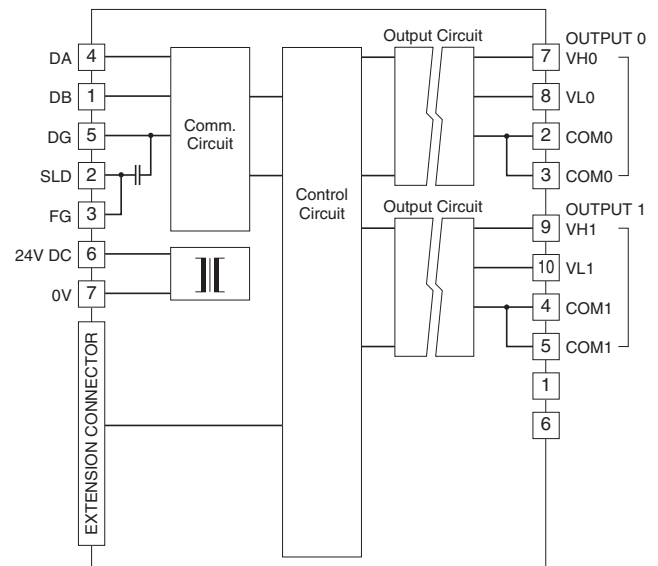 Output Circuit
OUTPUT 0
DA 4
DB 1
DG 5
SLD 2
FG 3
24V DC 6
0V 7
EXTENSION CONNECTOR
Comm.
Circuit
Control
Circuit
7 VH0
8 VL0
2 COM0
3 COM0
Output Circuit
OUTPUT 1
9 VH1
10 VL1
4 COM1
5 COM1
1
6